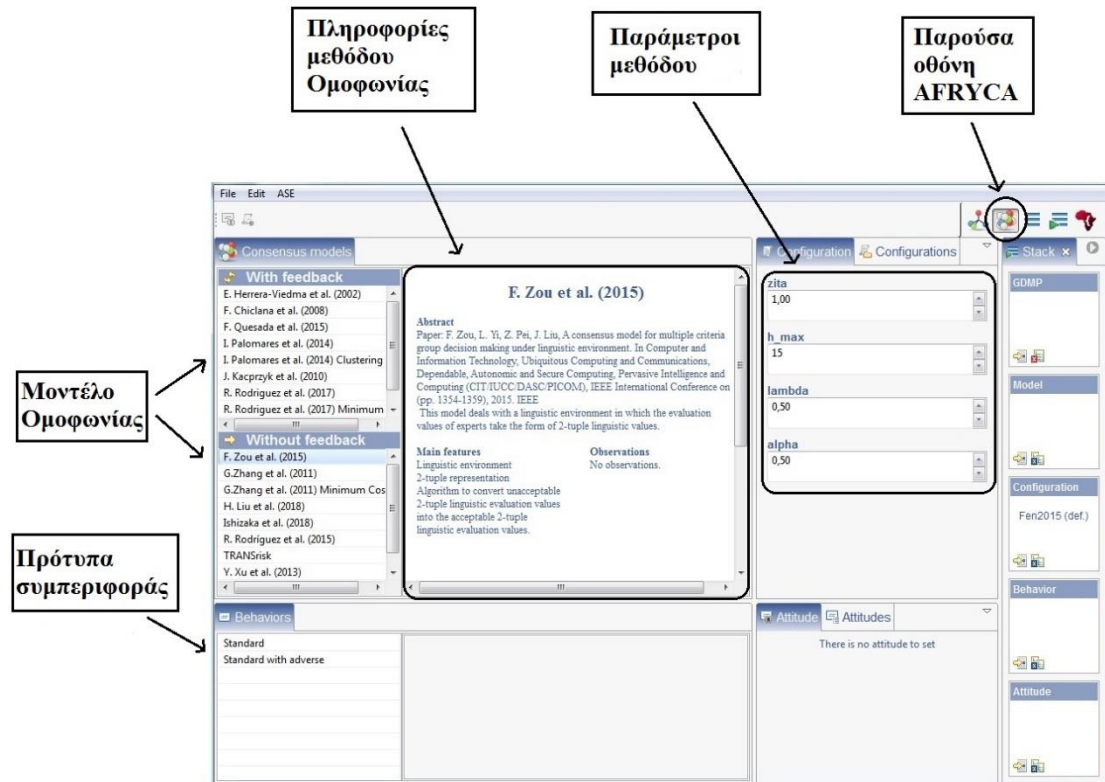 Πληροφορίες
μεθόδου
Ομοφωνίας
Παράμετροι
μεθόδου
Παρούσα
οθόνη
AFRYCA
Μοντέλο
Ομοφωνίας
Πρότυπα
συμπεριφοράς
File Edit ASE
Consensus models
With feedback
E. Herrera-Viedma et al. (2002)
F. Chiclana et al. (2008)
F. Quesada et al. (2015)
I. Palomares et al. (2014)
I. Palomares et al. (2014) Clustering
J. Kacprzyk et al. (2010)
R. Rodriguez et al. (2017)
R. Rodriguez et al. (2017) Minimum
Without feedback
F. Zou et al. (2015)
G.Zhang et al. (2011)
G.Zhang et al. (2011) Minimum Cos
H. Liu et al. (2018)
Ishizaka et al. (2018)
R. Rodríguez et al. (2015)
TRANSrisk
Y. Xu et al. (2013)
F. Zou et al. (2015)
Abstract
Paper: F. Zou, L. Yi, Z. Pei, J. Liu, A consensus model for multiple criteria
group decision making under linguistic environment. In Computer and
Information Technology, Ubiquitous Computing and Communications,
Dependable, Autonomic and Secure Computing, Pervasive Intelligence and
Computing (CIT/IUCC/DASC/PICOM), IEEE International Conference on
(pp. 1354-1359), 2015. IEEE
This model deals with a linguistic environment in which the evaluation
values of experts take the form of 2-tuple linguistic values.
Main features
Linguistic environment
2-tuple representation
Algorithm to convert unacceptable
2-tuple linguistic evaluation values
into the acceptable 2-tuple
linguistic evaluation values.
Observations
No observations.
Configuration Configurations
zita
1,00
h_max
15
lambda
0,50
alpha
0,50
Stack
GDMP
Model
Configuration
Fen2015 (def.)
Behavior
Attitude
Behaviors
Standard
Standard with adverse
Attitude Attitudes
There is no attitude to set